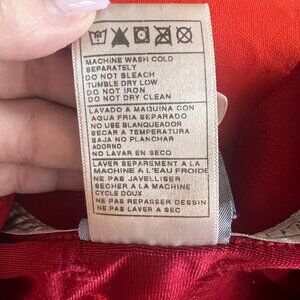 MACHINE WASH COLD
SEPARATELY
DO NOT BLEACH
TUMBLE DRY LOW
DO NOT IRON
DO NOT DRY CLEAN
LAVADO A MAQUINA CON
AGUA FRIA SEPARADO
NO USE BLANQUEADOR
SECAR A TEMPERATURA
BAJA NO PLANCHAR
ADORNO
NO LAVAR EN SECO
LAVER SEPAREMENT A LA
MACHINE A L'EAU FROIDE
NE PAS JAVELLISER
SECHER À LA MACHINE
CYCLE DOUX
NE PAS REPASSER
NE PAS LAVER A SEC